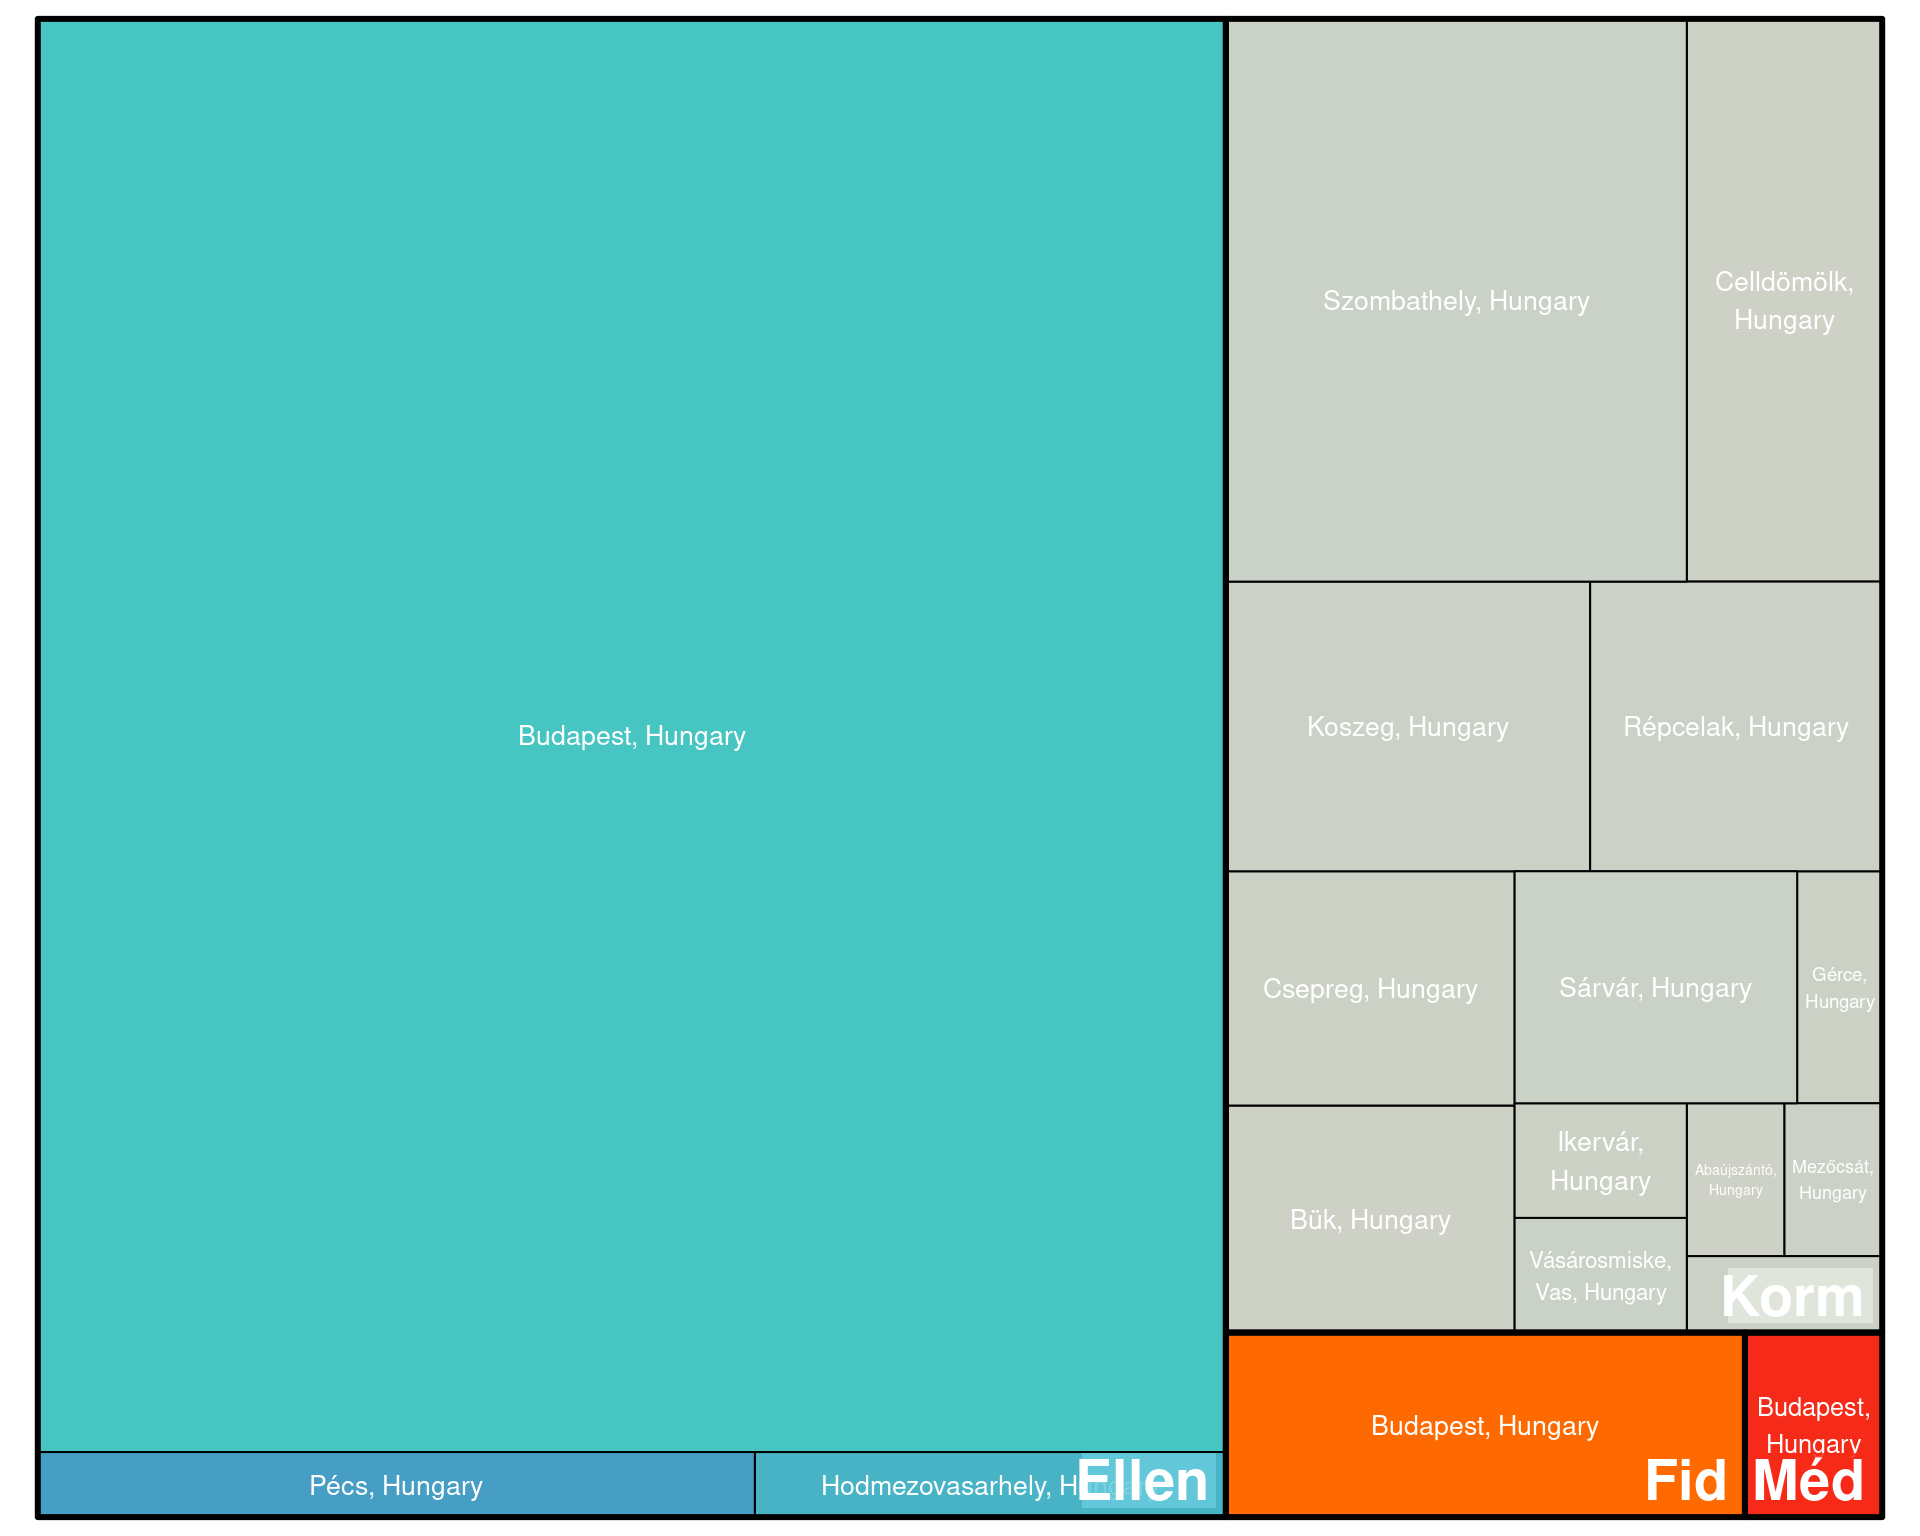 Budapest, Hungary
Pécs, Hungary
Hodmezovasarhely, Hungary
Ellen
Szombathely, Hungary
Celldömölk,
Hungary
Koszeg, Hungary
Répcelak, Hungary
Csepreg, Hungary
Sárvár, Hungary
Gérce,
Hungary
Bük, Hungary
Ikervár,
Hungary
Vásárosmiske,
Vas, Hungary
Abaújszántó,
Hungary
Mezőcsát,
Hungary
Korm
Budapest, Hungary
Fid
Budapest,
Hungary
Méd